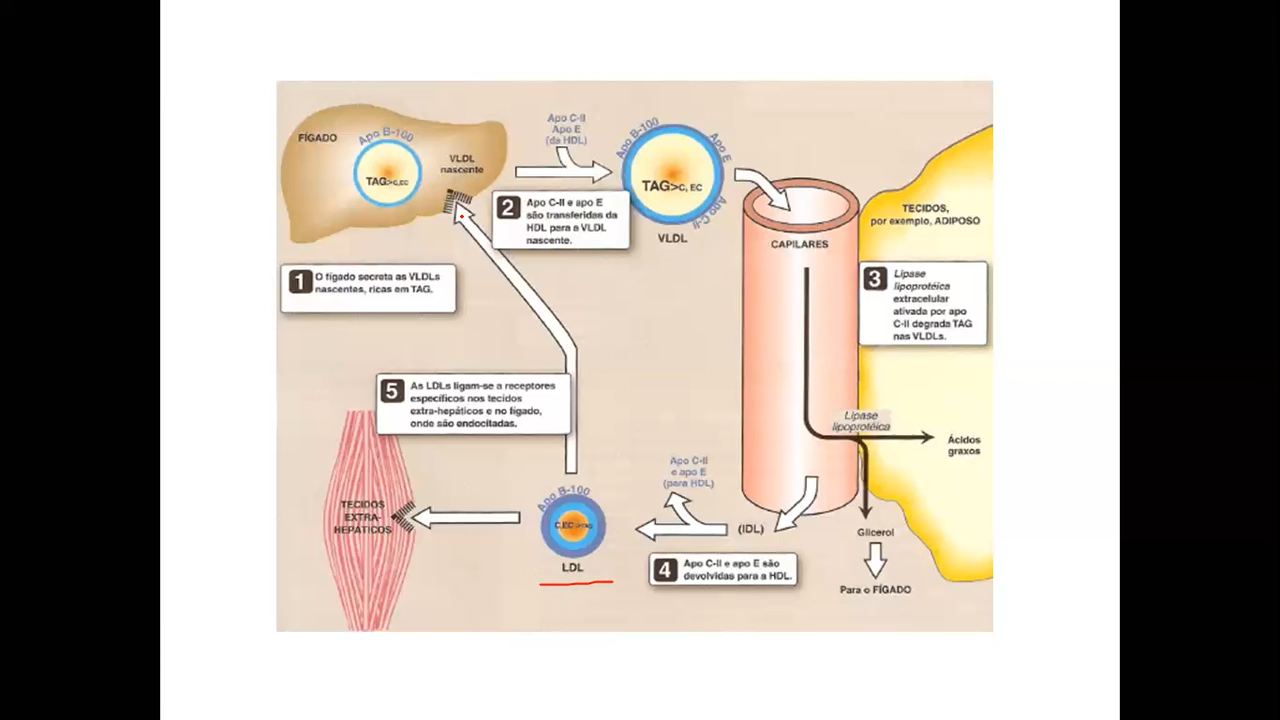 FÍGADO
Apo B-100
TAG>C, EC
VLDL
nascente
Apo C-II
Apo E
(da HDL)
Apo B-100
Apo E
Apo C-II
TAG>C, EC
VLDL
1 O fígado secreta as VLDLs
nascentes, ricas em TAG.
2 Apo C-II e apo E
são transferidas da
HDL para a VLDL
nascente.
CAPILARES
TECIDOS,
por exemplo, ADIPOSO
3 Lipase
lipoprotéica
extracelular
ativada por apo
C-II degrada TAG
nas VLDLs.
5 As LDLs ligam-se a receptores
específicos nos tecidos
extra-hepáticos e no fígado,
onde são endocitadas.
Lipase
lipoprotéica
Ácidos
graxos
Apo C-II
e apo E
(para HDL)
(IDL)
Glicerol
Para o FÍGADO
4 Apo C-II e apo E são
devolvidas para a HDL.
Apo B-100
C,EC
LDL
TECIDOS
EXTRA-
HEPÁTICOS